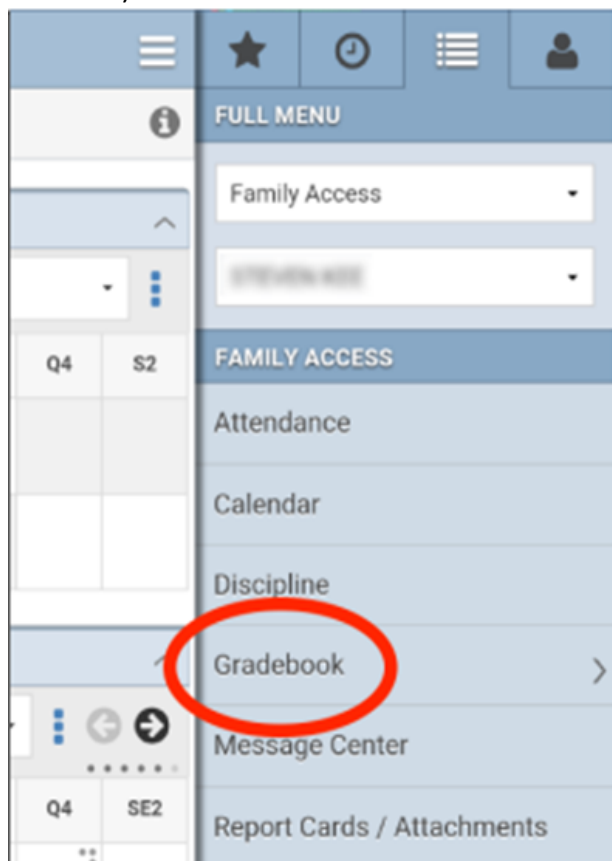 FULL MENU
Family Access
Q4 S2
FAMILY ACCESS
Attendance
Calendar
Discipline
Gradebook
Message Center
Q4 SE2
Report Cards / Attachments